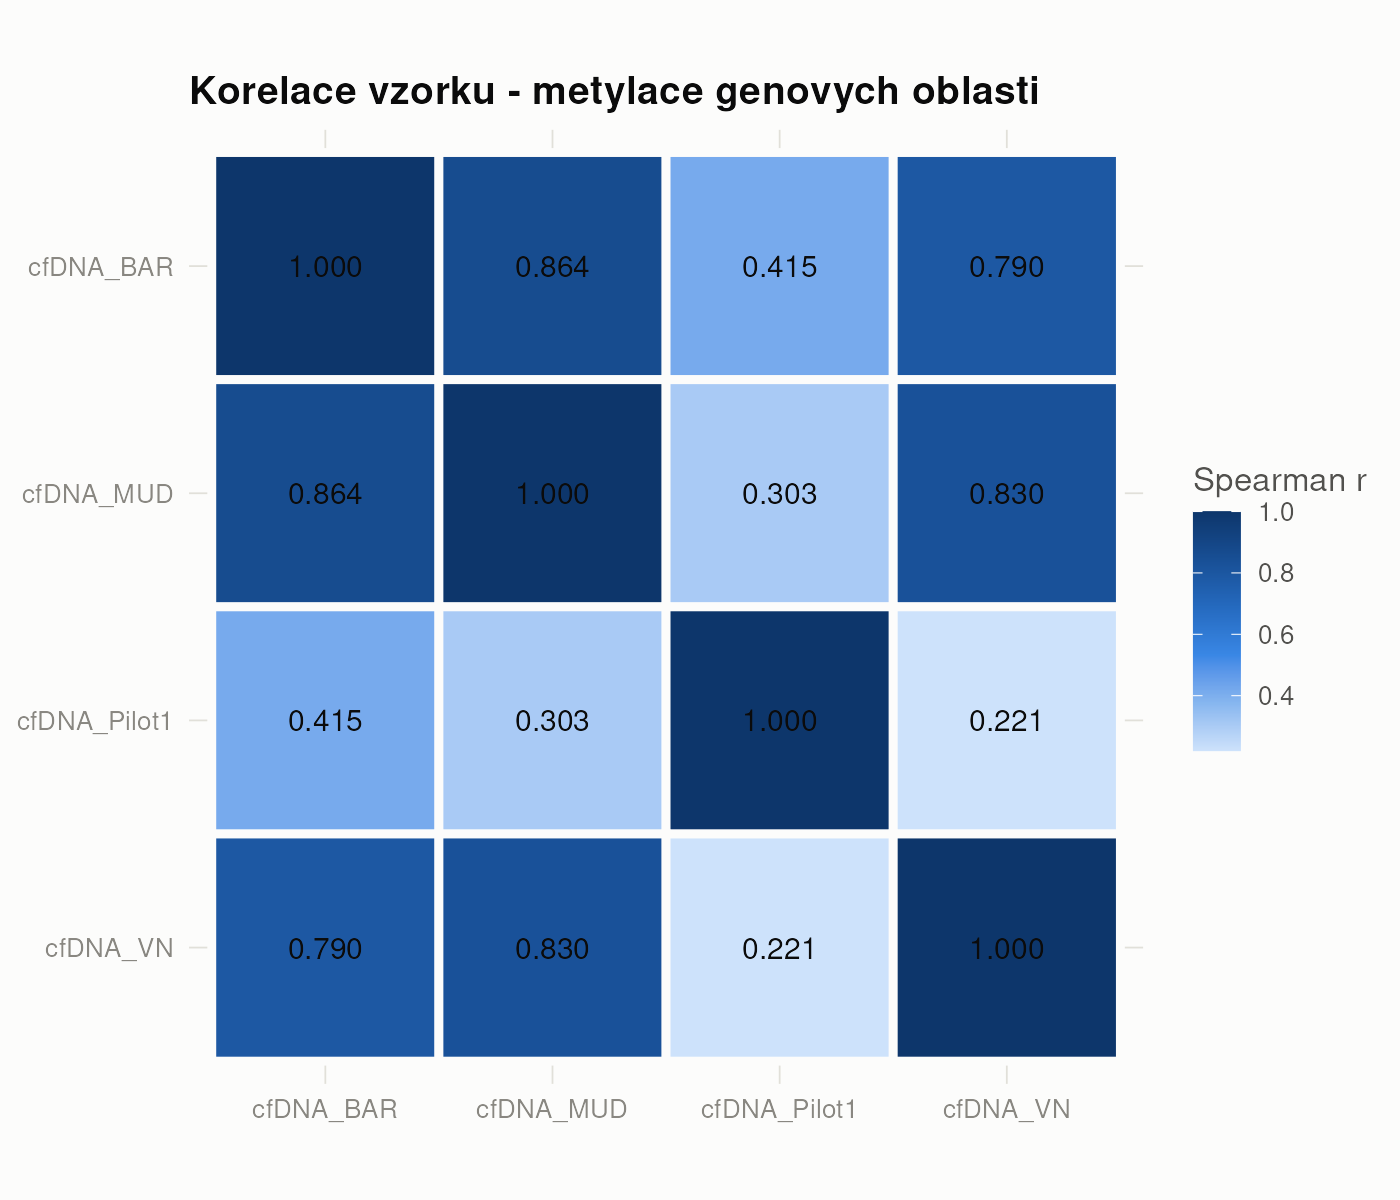 Korelace vzorku - metylace genovych oblasti
cfDNA_BAR 1.000 0.864 0.415 0.790
cfDNA_MUD 0.864 1.000 0.303 0.830
cfDNA_Pilot1 0.415 0.303 1.000 0.221
cfDNA_VN 0.790 0.830 0.221 1.000
cfDNA_BAR cfDNA_MUD cfDNA_Pilot1 cfDNA_VN
Spearman r
1.0
0.8
0.6
0.4